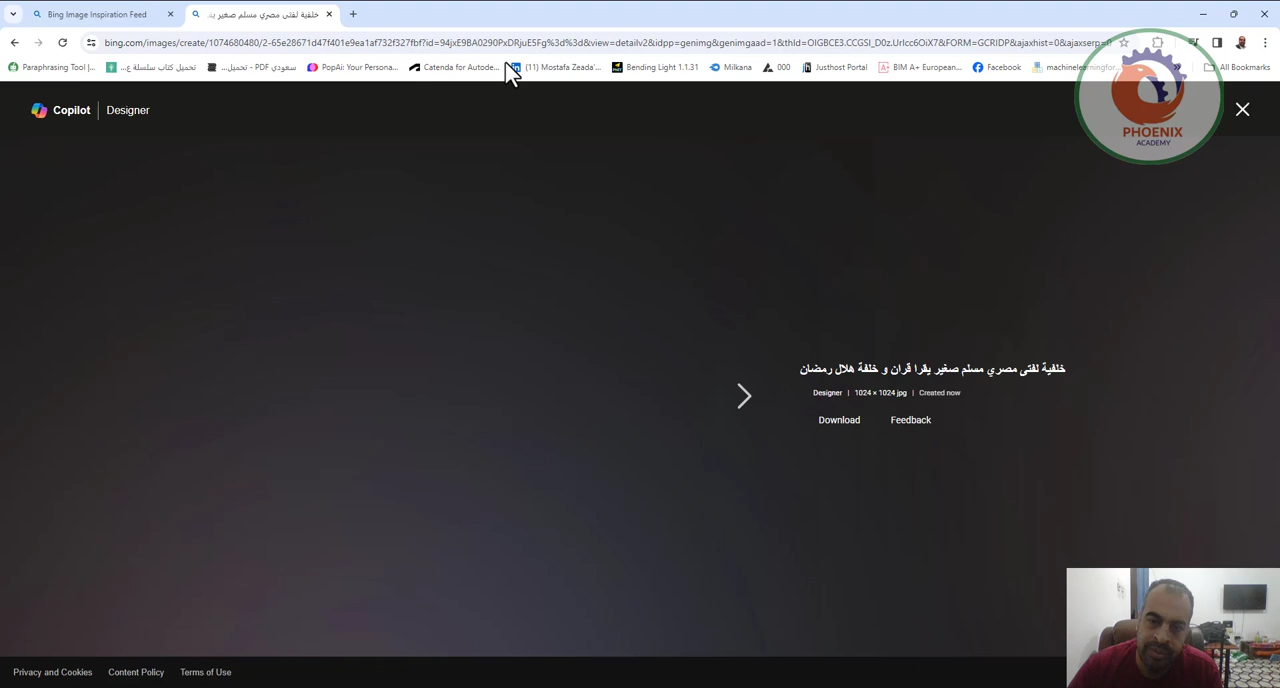 Bing Image Inspiration Feed
خلفية لفتى مصري مسلم صغير يق
bing.com/images/create/1074680480/2-65e28671d47f401e9ea1af732f327fbf?id=94jxE9BA0290PxDRjuE5Fg%3d%3d&view=detailv2&idpp=genimg&genimgaad=1&thId=OIGBCE3.CCGSI_D0z.UrIcc6OiX7&FORM=GCRIDP&ajaxhist=0&ajaxserp=0
Paraphrasing Tool |...
تحميل كتاب سلسلة ع...
سعودي PDF - تحميل...
PopAi: Your Persona...
Catenda for Autode...
(11) Mostafa Zeada'...
Bending Light 1.1.31
Milkana
000
Justhost Portal
BIM A+ European...
Facebook
machinelearningfor...
All Bookmarks
Copilot | Designer
PHOENIX
ACADEMY
خلفية لفتى مصري مسلم صغير يقرا قران و خلفة هلال رمضان
Designer | 1024 × 1024 jpg | Created now
Download Feedback
Privacy and Cookies Content Policy Terms of Use